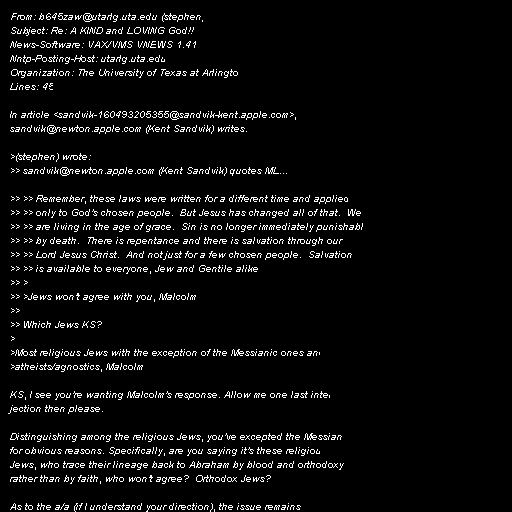 From: b645zaw@utarlg.uta.edu (stephen,
Subject: Re: A KIND and LOVING God!!
News-Software: VAX/VMS VNEWS 1.41
Nntp-Posting-Host: utarlg.uta.edu
Organization: The University of Texas at Arlingto
Lines: 48

In article <sandvik-160493205355@sandvik-kent.apple.com>,
sandvik@newton.apple.com (Kent Sandvik) writes.

>(stephen) wrote:
>> sandvik@newton.apple.com (Kent Sandvik) quotes ML...

>> >> Remember, these laws were written for a different time and applied
>> >> only to God's chosen people.  But Jesus has changed all of that.  We
>> >> are living in the age of grace.  Sin is no longer immediately punishabl
>> >> by death.  There is repentance and there is salvation through our
>> >> Lord Jesus Christ.  And not just for a few chosen people.  Salvation
>> >> is available to everyone, Jew and Gentile alike
>> >
>> >Jews won't agree with you, Malcolm
>>
>> Which Jews KS?
>
>Most religious Jews with the exception of the Messianic ones and
>atheists/agnostics, Malcolm

KS, I see you're wanting Malcolm's response. Allow me one last inter
jection then please.

Distinguishing among the religious Jews, you've excepted the Messian
for obvious reasons. Specifically, are you saying it's these religiou
Jews, who trace their lineage back to Abraham by blood and orthodoxy
rather than by faith, who won't agree?  Orthodox Jews?

As to the a/a (if I understand your direction), the issue remains